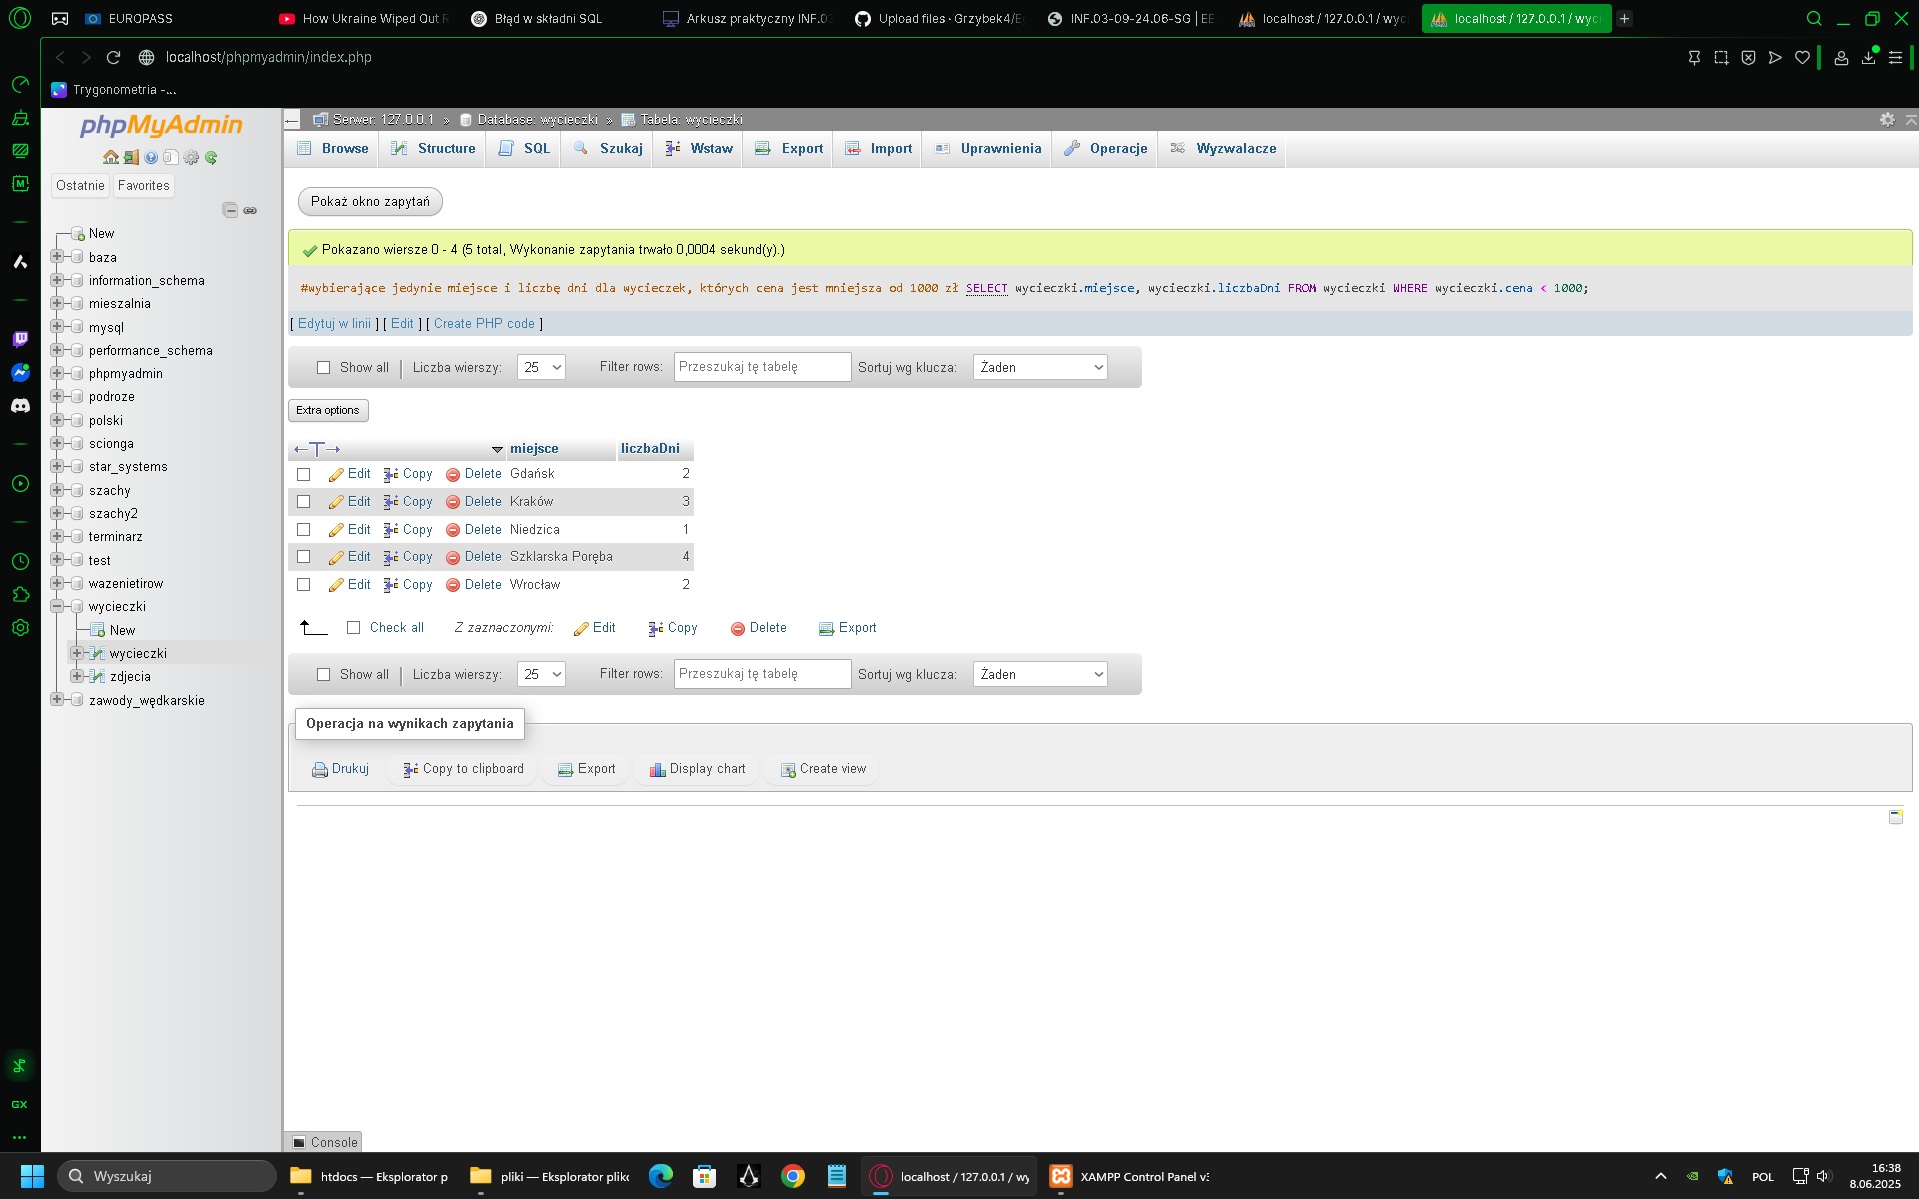 EUROPASS
How Ukraine Wiped Out R
Błąd w składni SQL
Arkusz praktyczny INF.03
Upload files · Grzybek4/E
INF.03-09-24.06-SG | EE
localhost / 127.0.0.1 / wyc
localhost / 127.0.0.1 / wyc
localhost/phpmyadmin/index.php
Trygonometria -...
phpMyAdmin
Ostatnie
Favorites
New
baza
information_schema
mieszalnia
mysql
performance_schema
phpmyadmin
podroze
polski
scionga
star_systems
szachy
szachy2
terminarz
test
wazenietirow
wycieczki
New
wycieczki
zdjecia
zawody_wędkarskie
Serwer: 127.0.0.1 » Database: wycieczki » Tabela: wycieczki
Browse
Structure
SQL
Szukaj
Wstaw
Export
Import
Uprawnienia
Operacje
Wyzwalacze
Pokaż okno zapytań
Pokazano wiersze 0 - 4 (5 total, Wykonanie zapytania trwało 0,0004 sekund(y).)
#wybierające jedynie miejsce i liczbę dni dla wycieczek, których cena jest mniejsza od 1000 zł SELECT wycieczki.miejsce, wycieczki.liczbaDni FROM wycieczki WHERE wycieczki.cena < 1000;
[ Edytuj w linii ] [ Edit ] [ Create PHP code ]
Show all | Liczba wierszy: 25 Filter rows: Przeszukaj tę tabelę Sortuj wg klucza: Żaden
Extra options
miejsce liczbaDni
Edit Copy Delete Gdańsk 2
Edit Copy Delete Kraków 3
Edit Copy Delete Niedzica 1
Edit Copy Delete Szklarska Poręba 4
Edit Copy Delete Wrocław 2
Check all Z zaznaczonymi: Edit Copy Delete Export
Show all | Liczba wierszy: 25 Filter rows: Przeszukaj tę tabelę Sortuj wg klucza: Żaden
Operacja na wynikach zapytania
Drukuj
Copy to clipboard
Export
Display chart
Create view
Console
GX
Wyszukaj
htdocs — Eksplorator p
pliki — Eksplorator plik
localhost / 127.0.0.1 / wy
XAMPP Control Panel v3
POL
16:38
8.06.2025